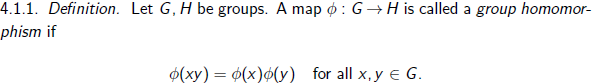 4.1.1. Definition. Let G, H be groups. A map ϕ : G → H is called a group homomor-
phism if
ϕ(xy) = ϕ(x)ϕ(y) for all x, y ∈ G.